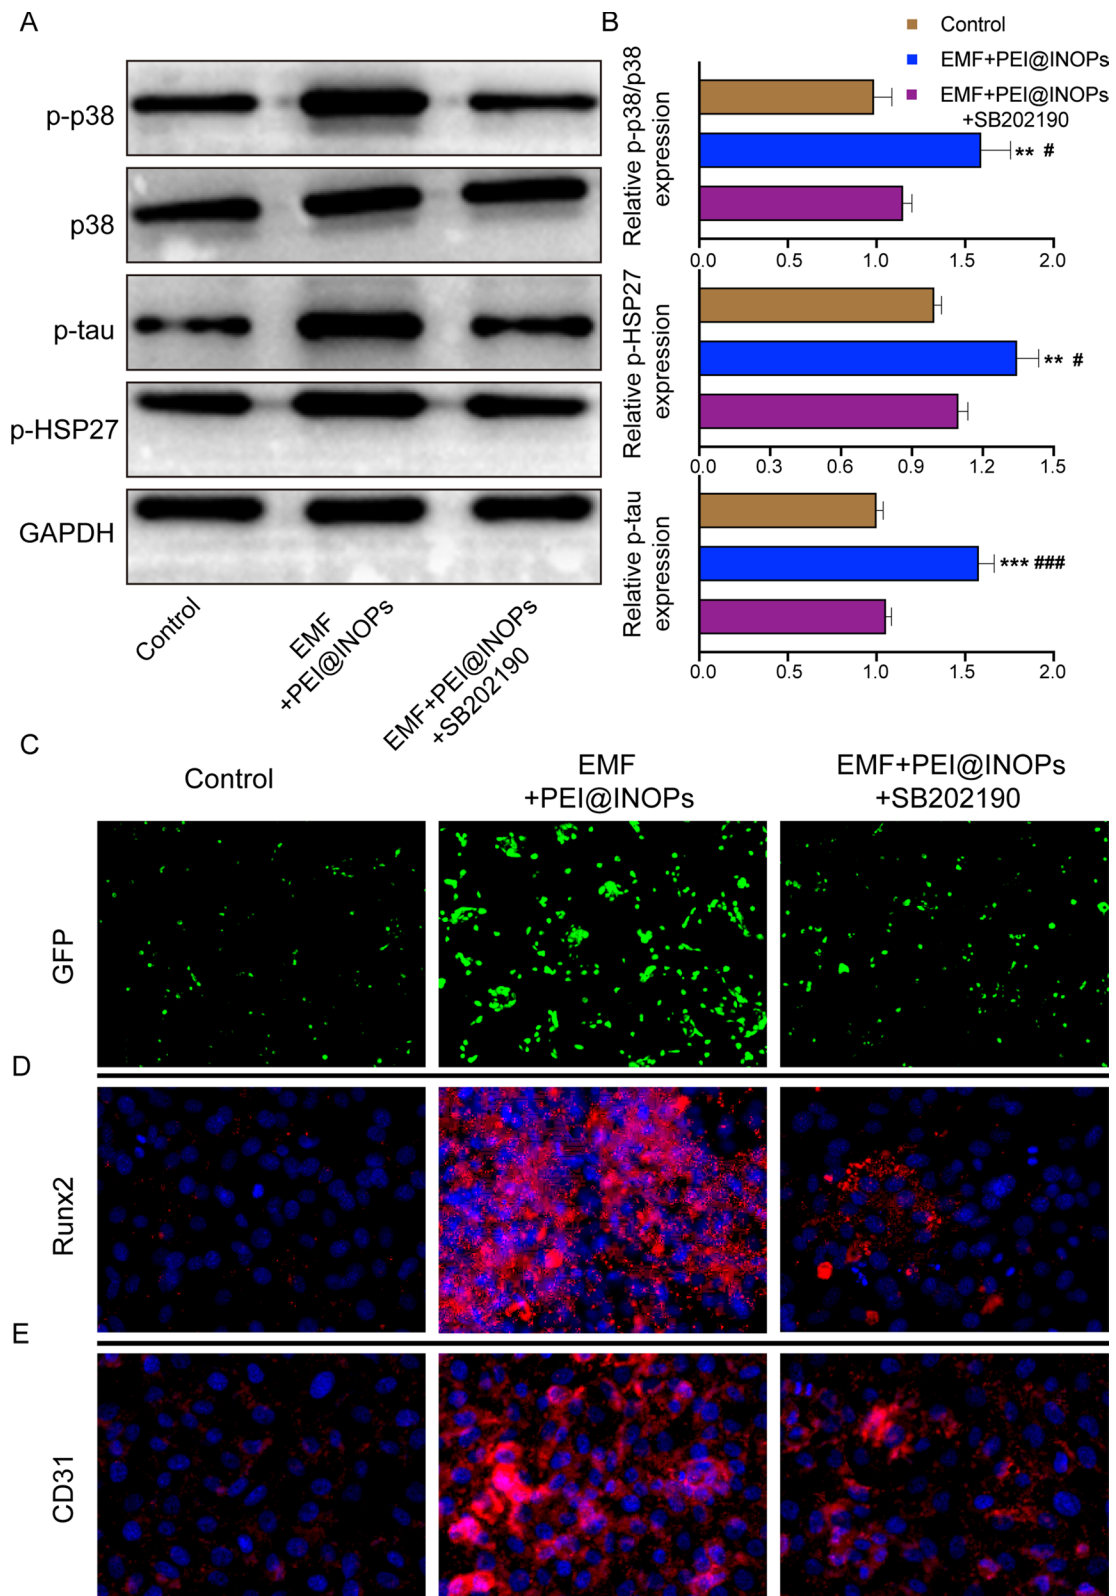 A
p-p38
p38
p-tau
p-HSP27
GAPDH
Control
EMF
+PEI@INOPs
EMF+PEI@INOPs
+SB202190
B
Control
EMF+PEI@INOPs
EMF+PEI@INOPs
+SB202190
Relative p-p38/p38
expression
** #
0.0 0.5 1.0 1.5 2.0
Relative p-HSP27
expression
** #
0.0 0.3 0.6 0.9 1.2 1.5
Relative p-tau
expression
*** ###
0.0 0.5 1.0 1.5 2.0
C
Control
EMF
+PEI@INOPs
EMF+PEI@INOPs
+SB202190
GFP
D
Runx2
E
CD31